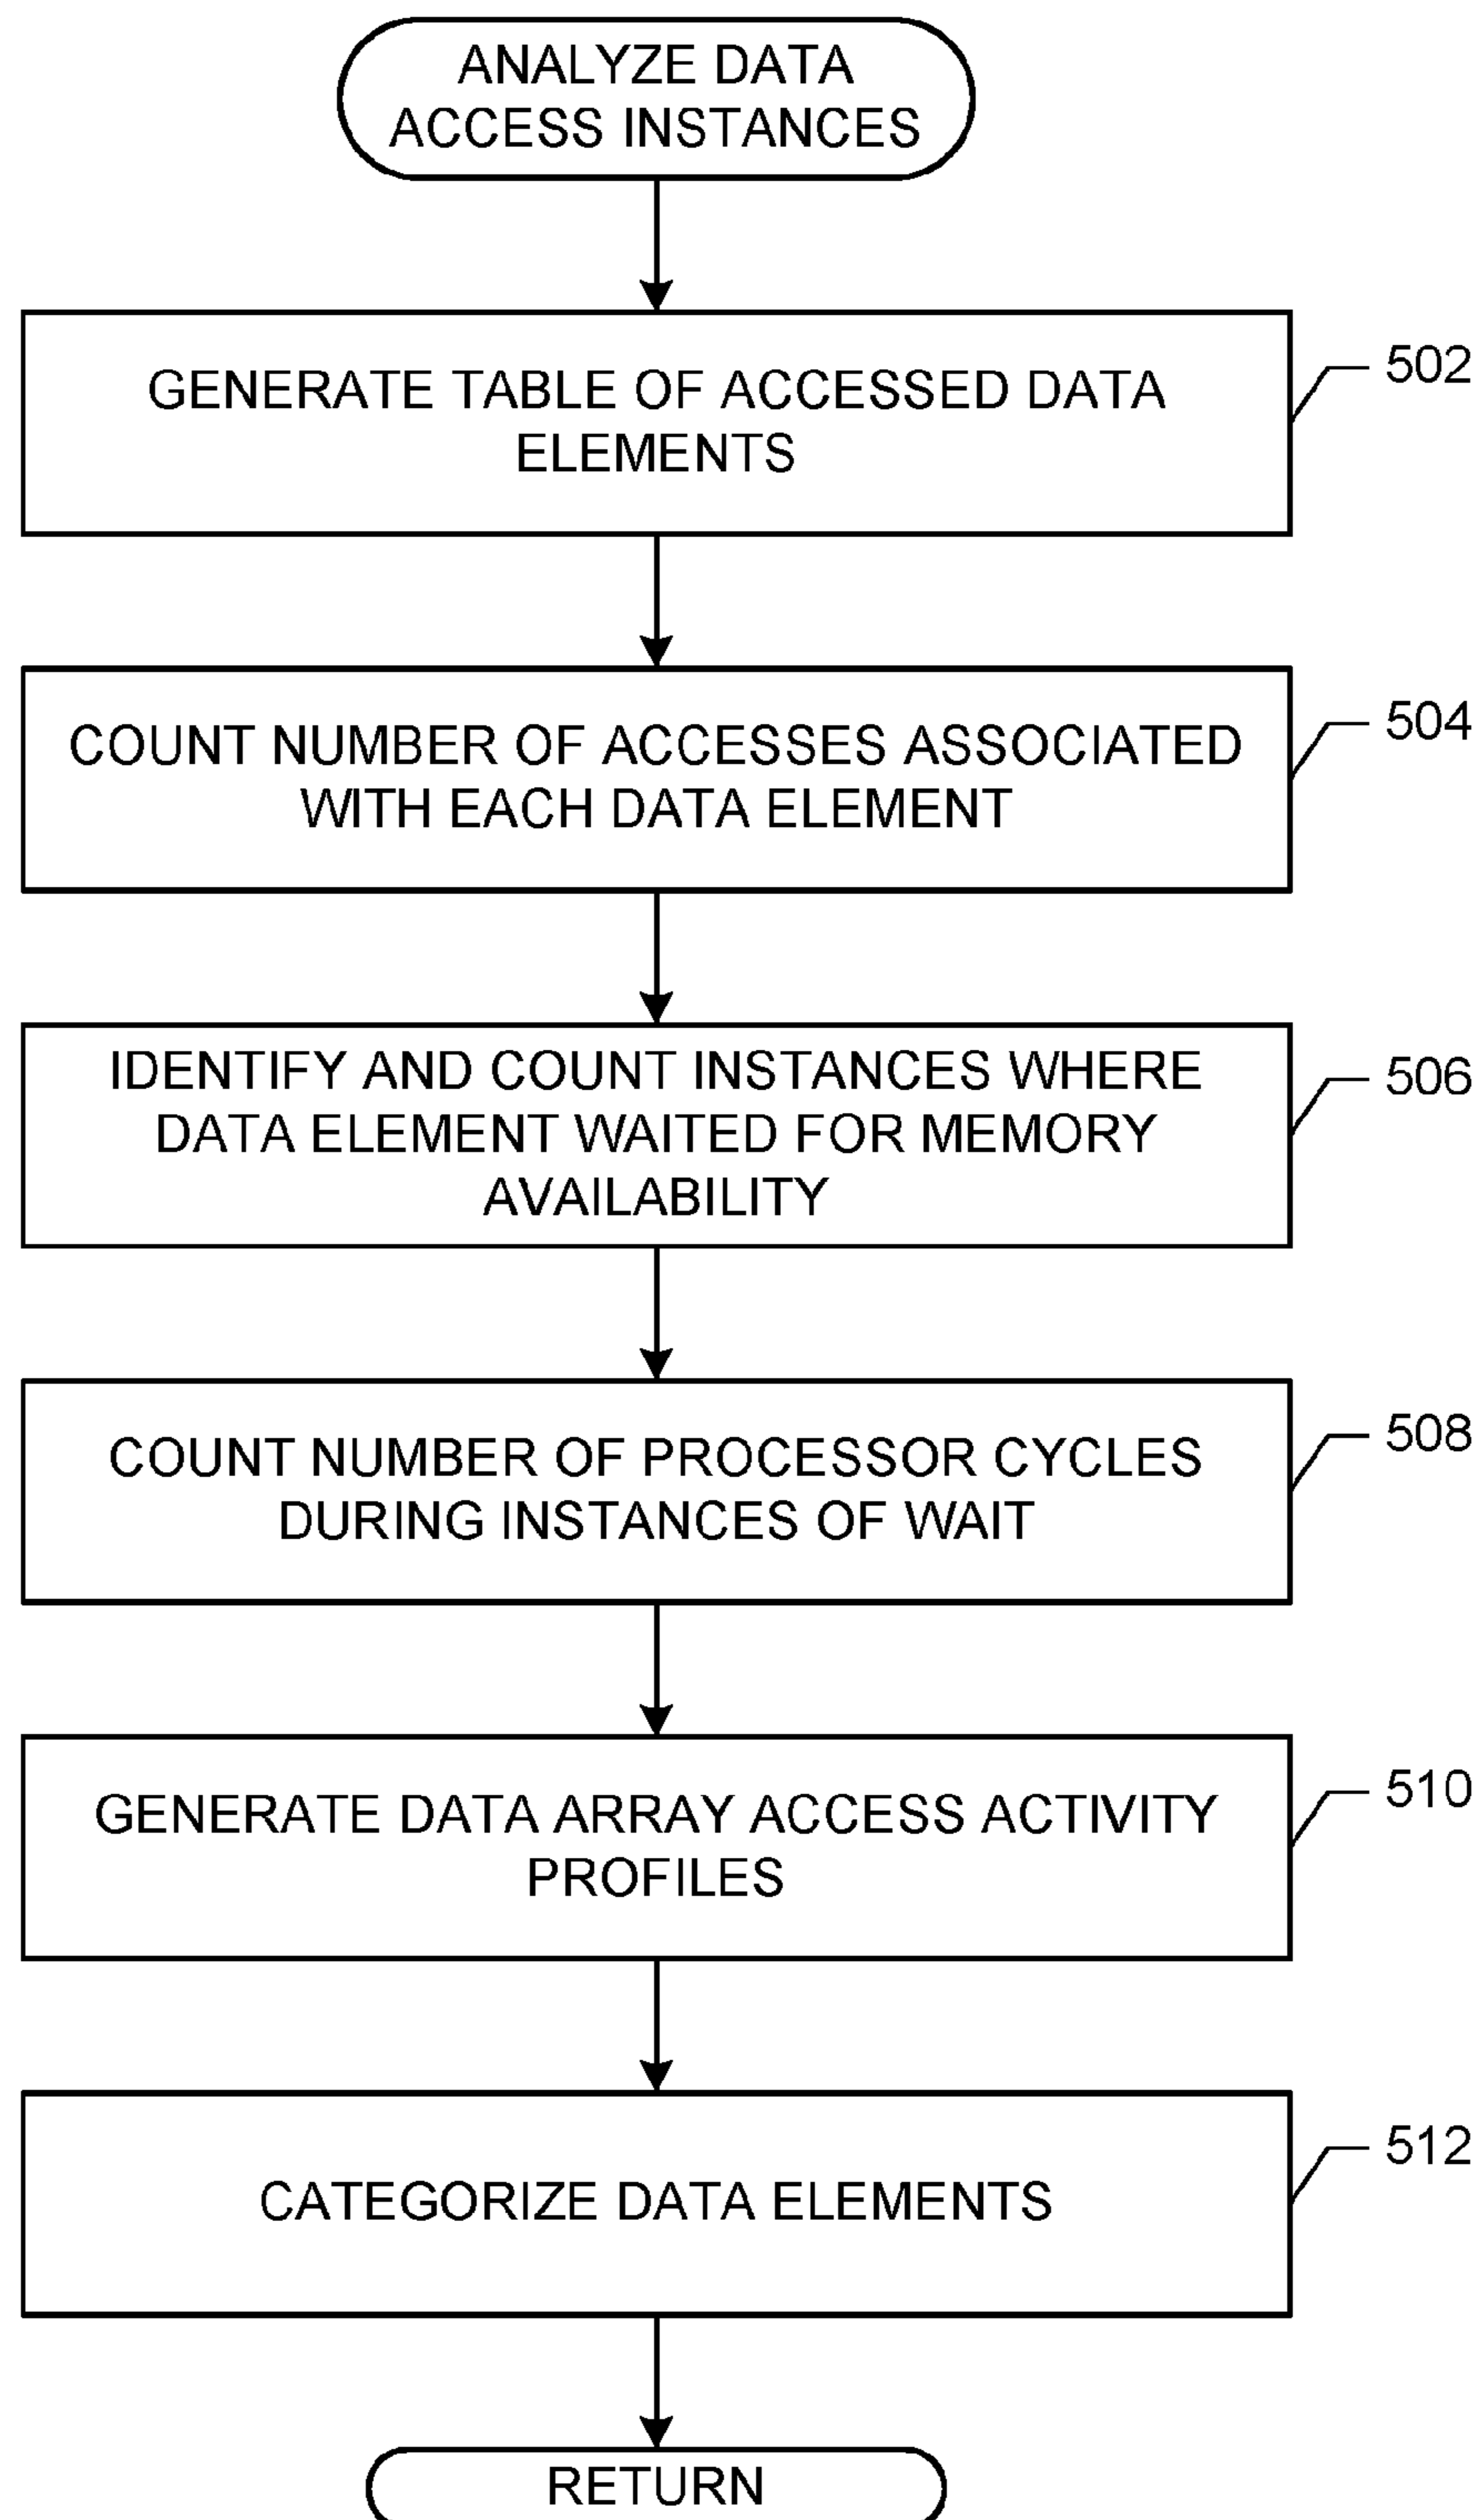 ANALYZE DATA
ACCESS INSTANCES
GENERATE TABLE OF ACCESSED DATA
ELEMENTS
502
COUNT NUMBER OF ACCESSES ASSOCIATED
WITH EACH DATA ELEMENT
504
IDENTIFY AND COUNT INSTANCES WHERE
DATA ELEMENT WAITED FOR MEMORY
AVAILABILITY
506
COUNT NUMBER OF PROCESSOR CYCLES
DURING INSTANCES OF WAIT
508
GENERATE DATA ARRAY ACCESS ACTIVITY
PROFILES
510
CATEGORIZE DATA ELEMENTS
512
RETURN